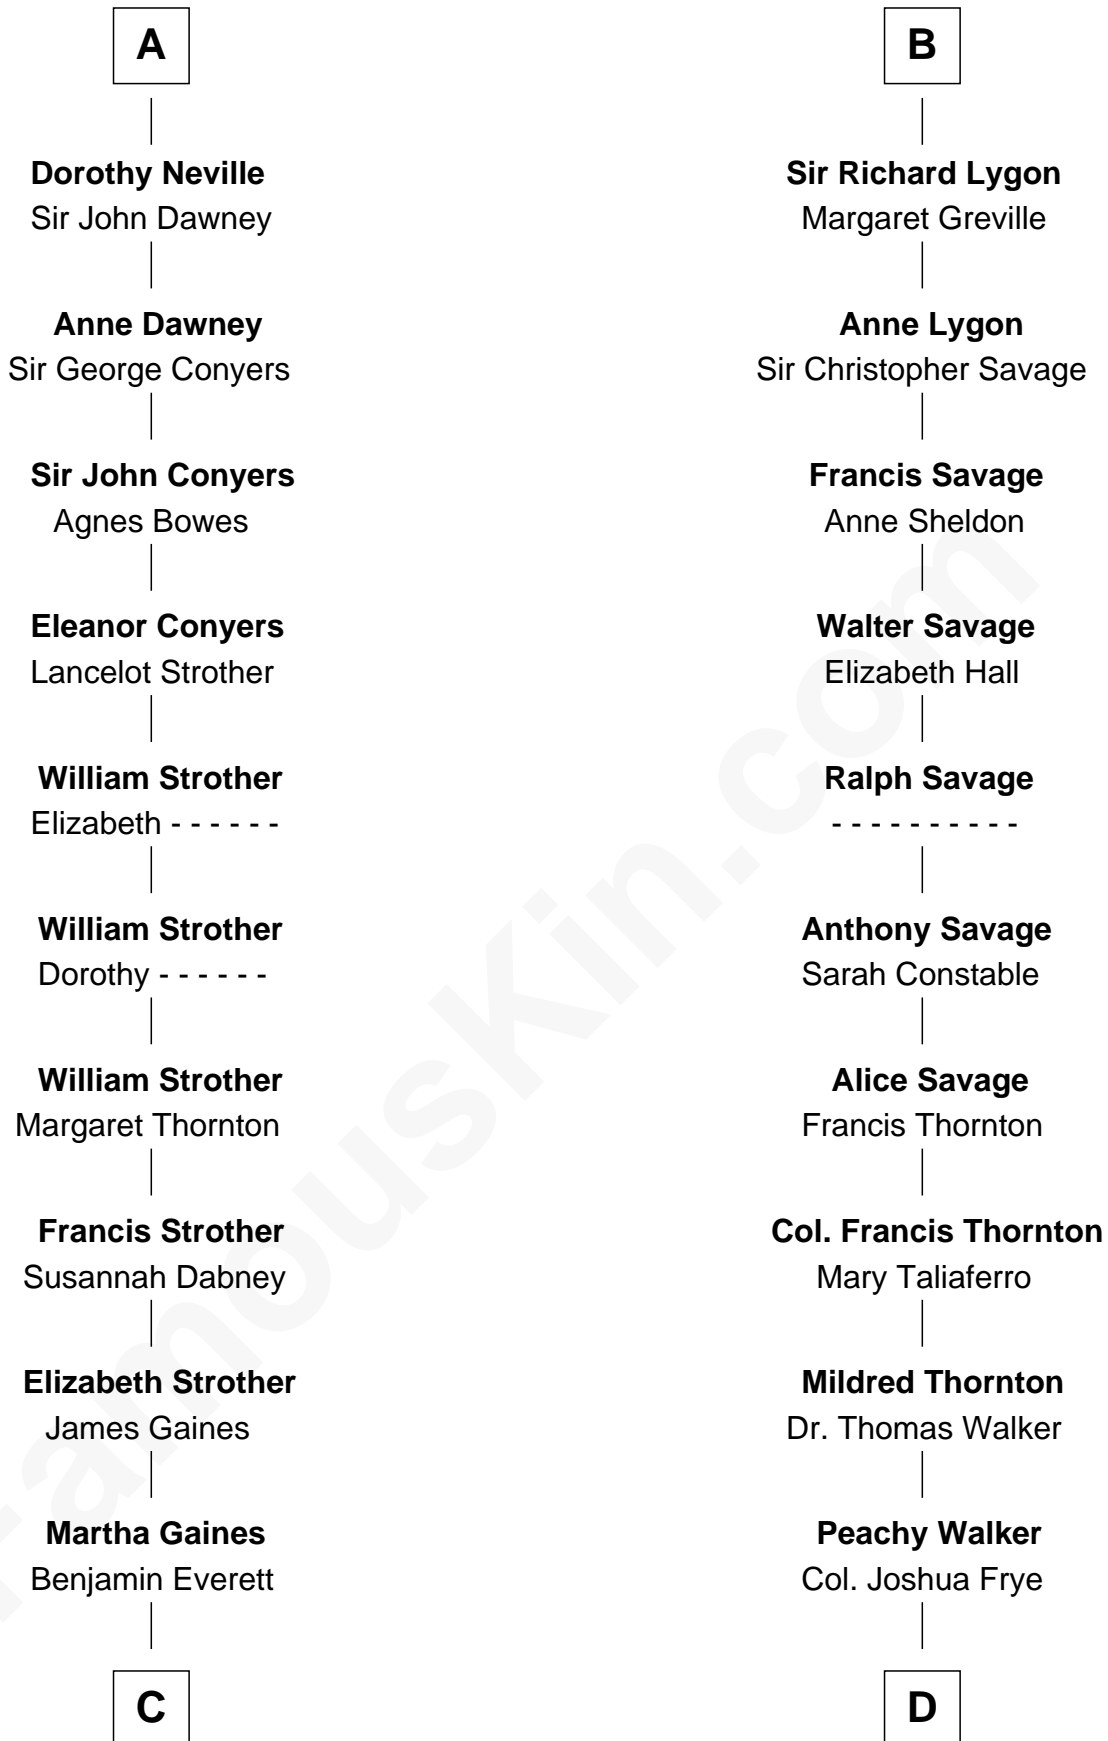 A
Dorothy Neville
Sir John Dawney
Anne Dawney
Sir George Conyers
Sir John Conyers
Agnes Bowes
Eleanor Conyers
Lancelot Strother
William Strother
Elizabeth - - - - - -
William Strother
Dorothy - - - - - -
William Strother
Margaret Thornton
Francis Strother
Susannah Dabney
Elizabeth Strother
James Gaines
Martha Gaines
Benjamin Everett
C
B
Sir Richard Lygon
Margaret Greville
Anne Lygon
Sir Christopher Savage
Francis Savage
Anne Sheldon
Walter Savage
Elizabeth Hall
Ralph Savage
- - - - - - - - - -
Anthony Savage
Sarah Constable
Alice Savage
Francis Thornton
Col. Francis Thornton
Mary Taliaferro
Mildred Thornton
Dr. Thomas Walker
Peachy Walker
Col. Joshua Frye
D
FamousKin.com